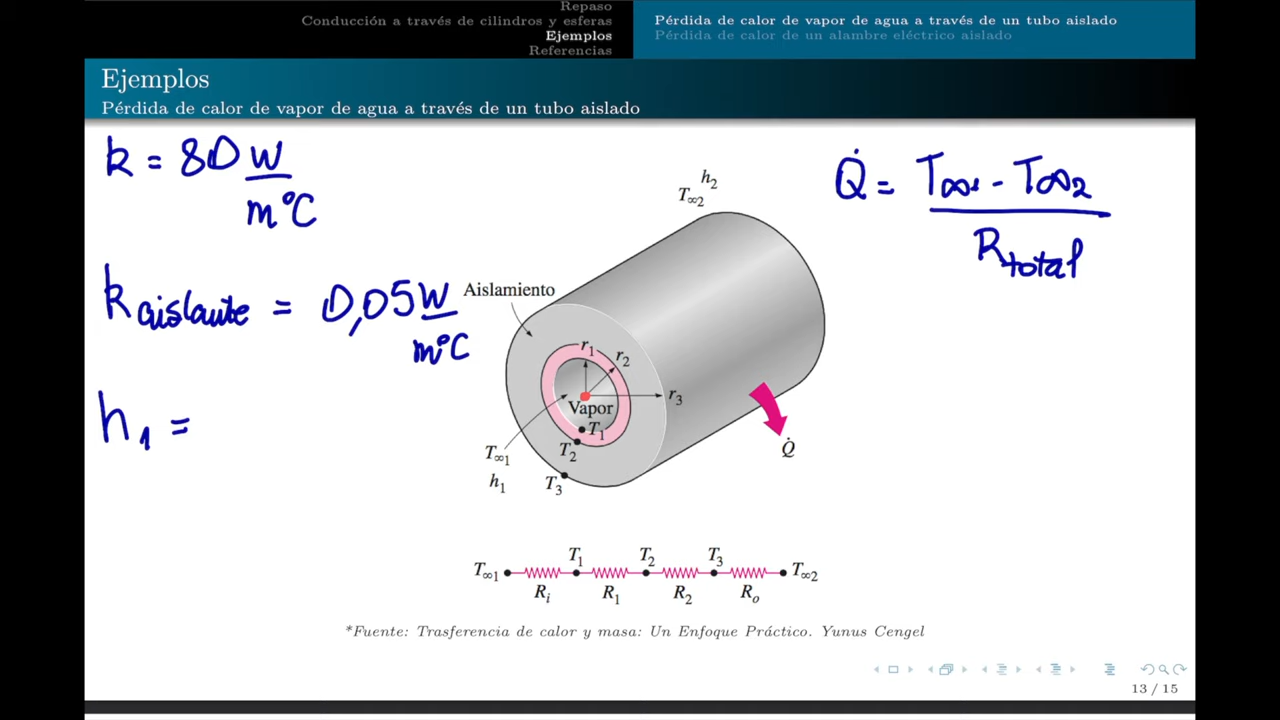 Repaso
Conducción a través de cilindros y esferas
Ejemplos
Referencias
Pérdida de calor de vapor de agua a través de un tubo aislado
Pérdida de calor de un alambre eléctrico aislado
Ejemplos
Pérdida de calor de vapor de agua a través de un tubo aislado
k = 80 W/m°C
k aislante = 0,05 W/m°C
h₁ =
h₂
T∞2
Aislamiento
r₁
r₂
r₃
Vapor
T₁
T₂
T₃
T∞1
h₁
Q̇
Q̇ = T∞1 - T∞2 / R total
T∞1 T₁ T₂ T₃ T∞2
Rᵢ R₁ R₂ Rₒ
*Fuente: Trasferencia de calor y masa: Un Enfoque Práctico. Yunus Cengel
13 / 15